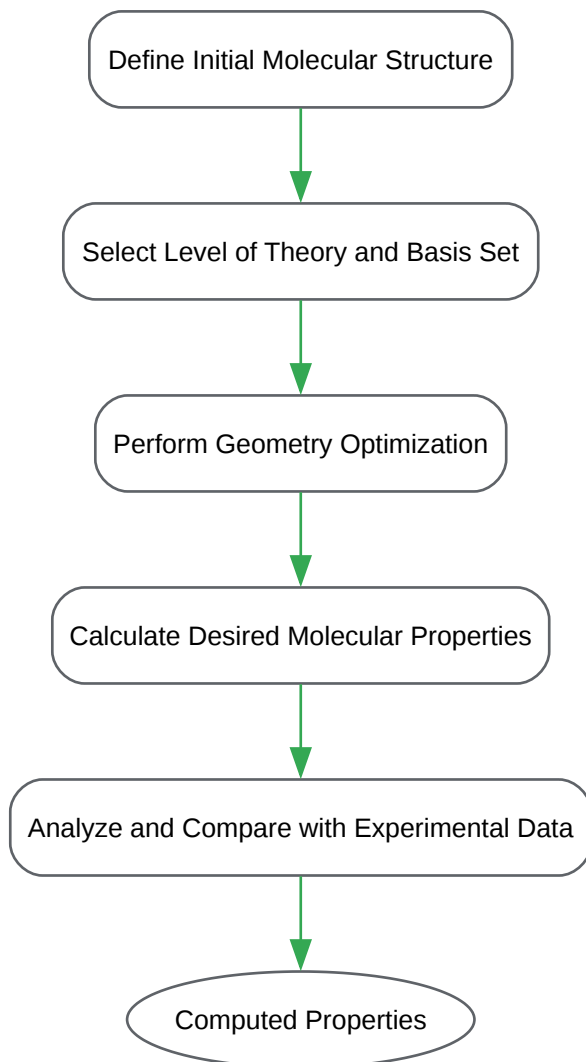 Define Initial Molecular Structure
Select Level of Theory and Basis Set
Perform Geometry Optimization
Calculate Desired Molecular Properties
Analyze and Compare with Experimental Data
Computed Properties